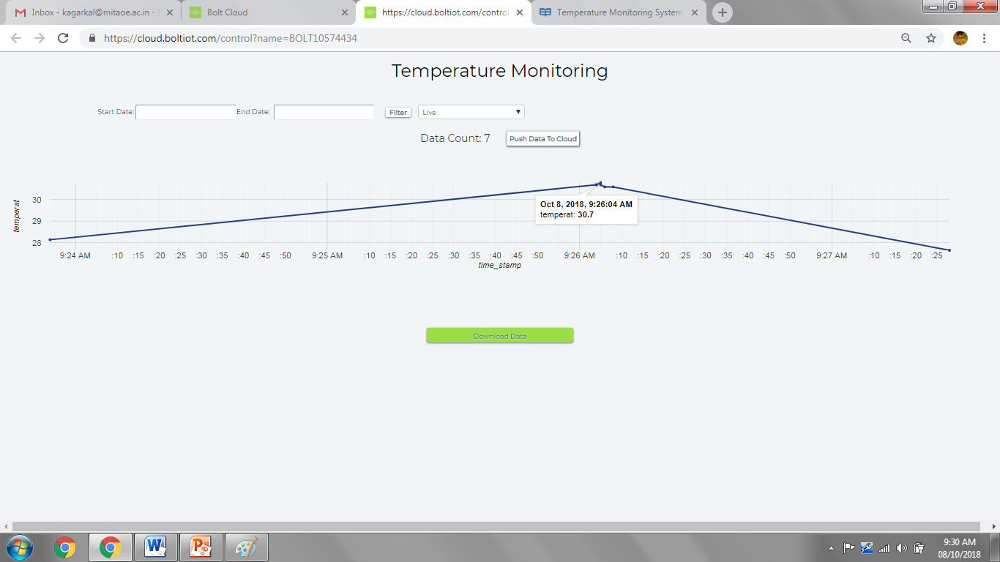 Inbox - kagarkal@mitaoe.ac.in -
Bolt Cloud
https://cloud.boltiot.com/control
Temperature Monitoring System
https://cloud.boltiot.com/control?name=BOLT10574434
Temperature Monitoring
Start Date: End Date: Filter Live
Data Count: 7 Push Data To Cloud
temperat
30
29
28
Oct 8, 2018, 9:26:04 AM
temperat: 30.7
9:24 AM :10 :15 :20 :25 :30 :35 :40 :45 :50 9:25 AM :10 :15 :20 :25 :30 :35 :40 :45 :50 9:26 AM :10 :15 :20 :25 :30 :35 :40 :45 :50 9:27 AM :10 :15 :20 :25
time_stamp
Download Data
9:30 AM
08/10/2018